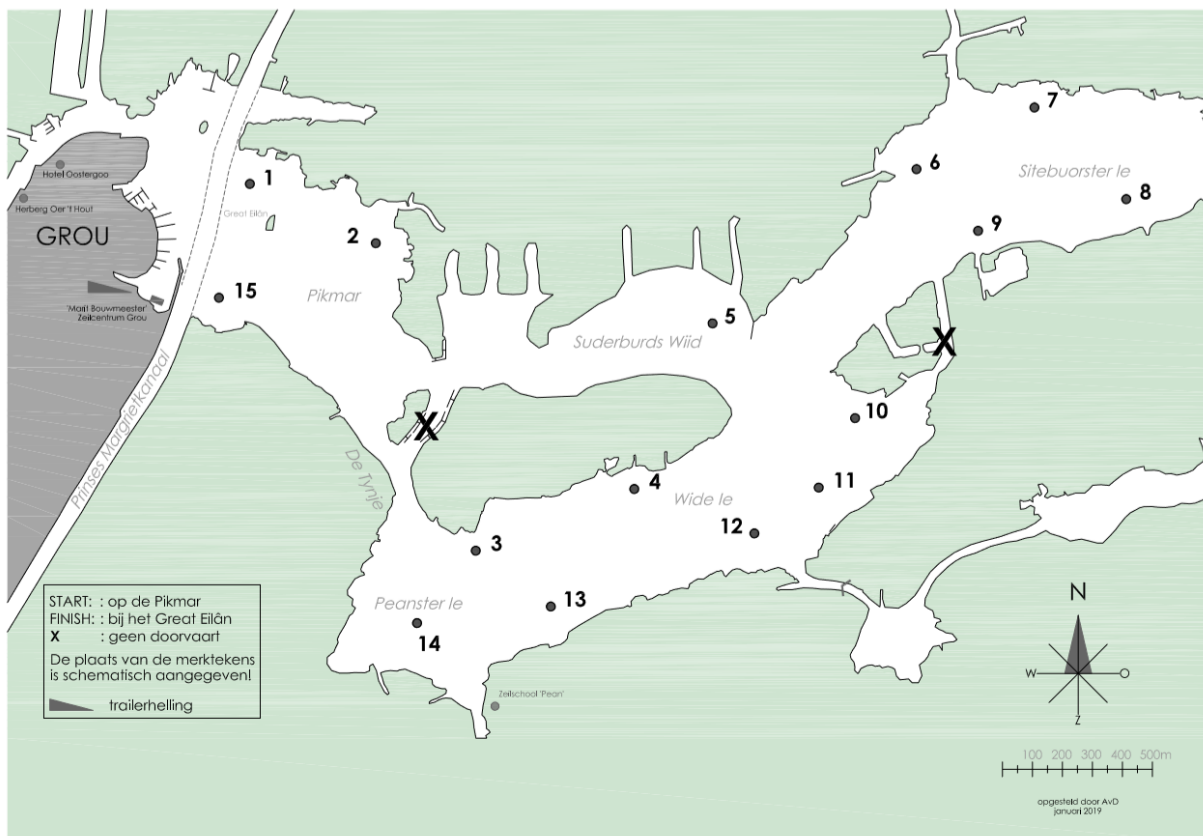 Hotel Oostergoo
Herberg Oer 't Hout
GROU
'Marit Bouwmeester'
Zeilcentrum Grou
Prinses Margrietkanaal
1
Great Eilân
2
15
Pikmar
De Tynje
Suderburds Wiid
5
X
3
4
Wide Ie
Peanster Ie
14
13
12
11
10
X
6
7
Sitebuorster Ie
8
9
Zeilschool 'Pean'
START: : op de Pikmar
FINISH: : bij het Great Eilân
X : geen doorvaart
De plaats van de merktekens
is schematisch aangegeven!
trailerhelling
N
W
O
Z
100 200 300 400 500m
opgesteld door AvD
januari 2019